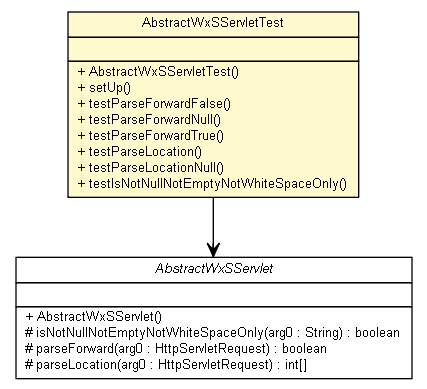 AbstractWxSServletTest
+ AbstractWxSServletTest()
+ setUp()
+ testParseForwardFalse()
+ testParseForwardNull()
+ testParseForwardTrue()
+ testParseLocation()
+ testParseLocationNull()
+ testIsNotNullNotEmptyNotWhiteSpaceOnly()
AbstractWxSServlet
+ AbstractWxSServlet()
# isNotNullNotEmptyNotWhiteSpaceOnly(arg0 : String) : boolean
# parseForward(arg0 : HttpServletRequest) : boolean
# parseLocation(arg0 : HttpServletRequest) : int[]